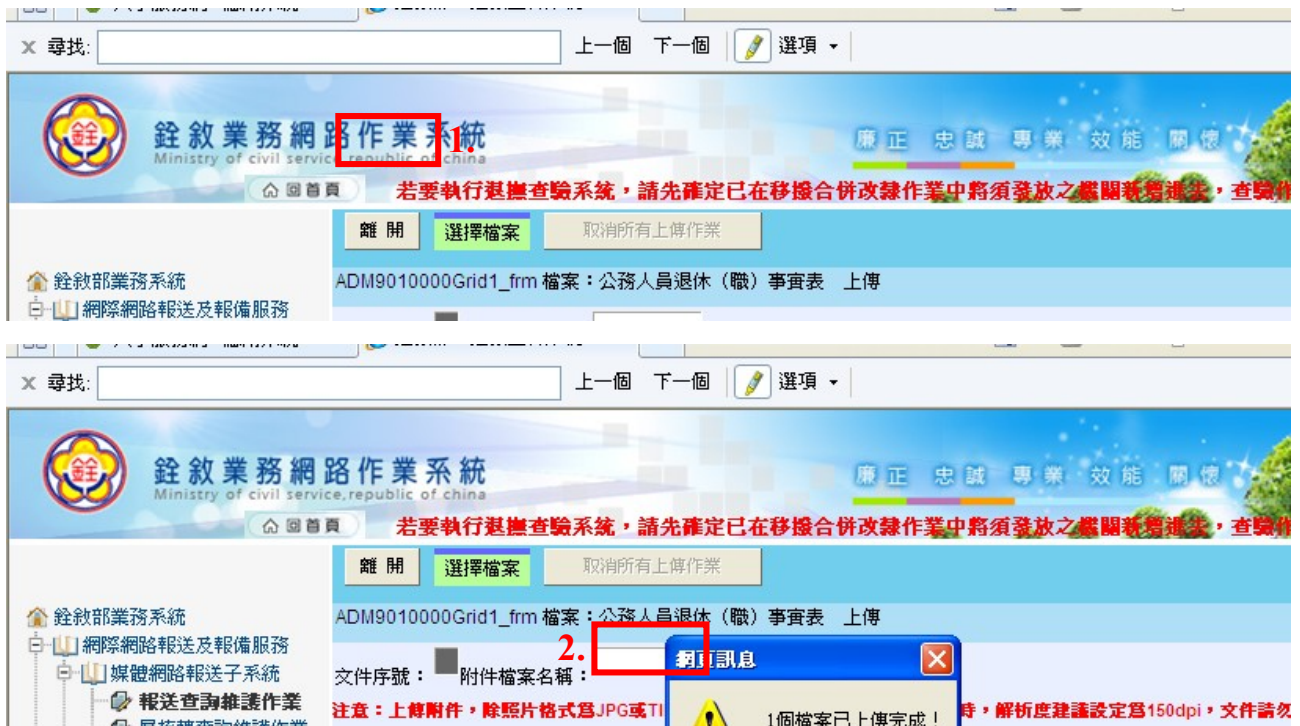 尋找:
上一個 下一個 選項
銓敘業務網路作業系統
1.
Ministry of civil service,republic of china
廉正 忠誠 專業 效能 關懷
回首頁
若要執行退撫查驗系統，請先確定已在移撥合併改隸作業中將須發放之機關新增進去，查驗作
離 開 選擇檔案 取消所有上傳作業
銓敘部業務系統
ADM9010000Grid1_frm 檔案：公務人員退休（職）事實表 上傳
網際網路報送及報備服務
尋找:
上一個 下一個 選項
銓敘業務網路作業系統
Ministry of civil service,republic of china
廉正 忠誠 專業 效能 關懷
回首頁
若要執行退撫查驗系統，請先確定已在移撥合併改隸作業中將須發放之機關新增進去，查驗作
離 開 選擇檔案 取消所有上傳作業
銓敘部業務系統
ADM9010000Grid1_frm 檔案：公務人員退休（職）事實表 上傳
網際網路報送及報備服務
2.
網頁訊息
媒體網路報送子系統
文件序號： 附件檔案名稱：
報送查詢維護作業
注意：上傳附件，除照片格式為JPG或TI
1個檔案已上傳完成！
時，解析度建議設定為150dpi，文件請勿